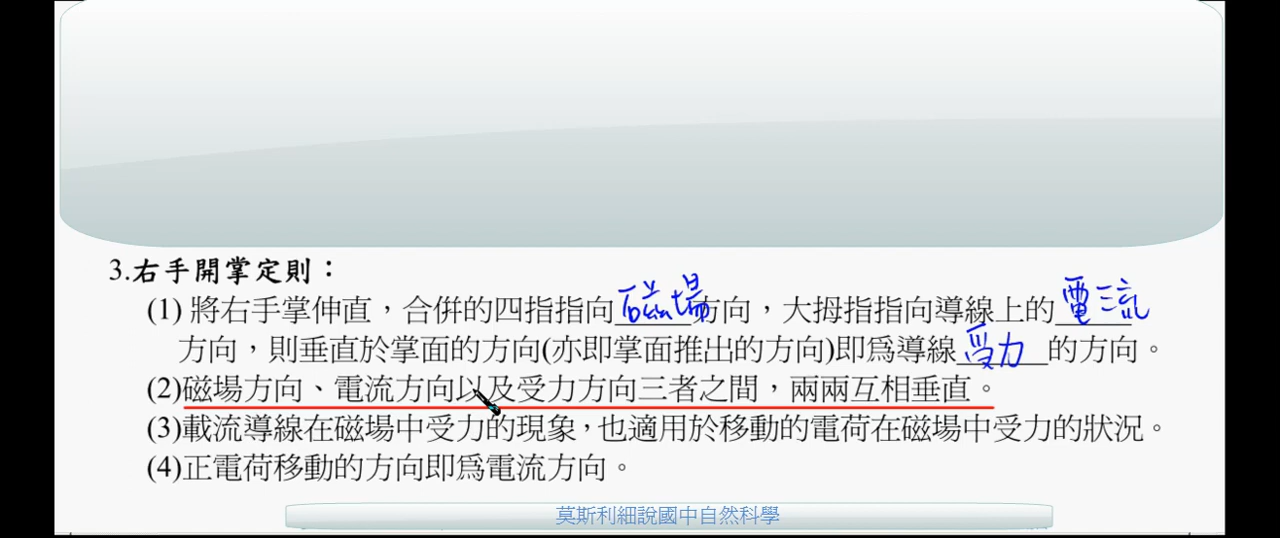 3.右手開掌定則：
(1) 將右手掌伸直，合併的四指指向磁場方向，大拇指指向導線上的電流
方向，則垂直於掌面的方向(亦即掌面推出的方向)即爲導線受力的方向。
(2)磁場方向、電流方向以及受力方向三者之間，兩兩互相垂直。
(3)載流導線在磁場中受力的現象，也適用於移動的電荷在磁場中受力的狀況。
(4)正電荷移動的方向即爲電流方向。
莫斯利細說國中自然科學